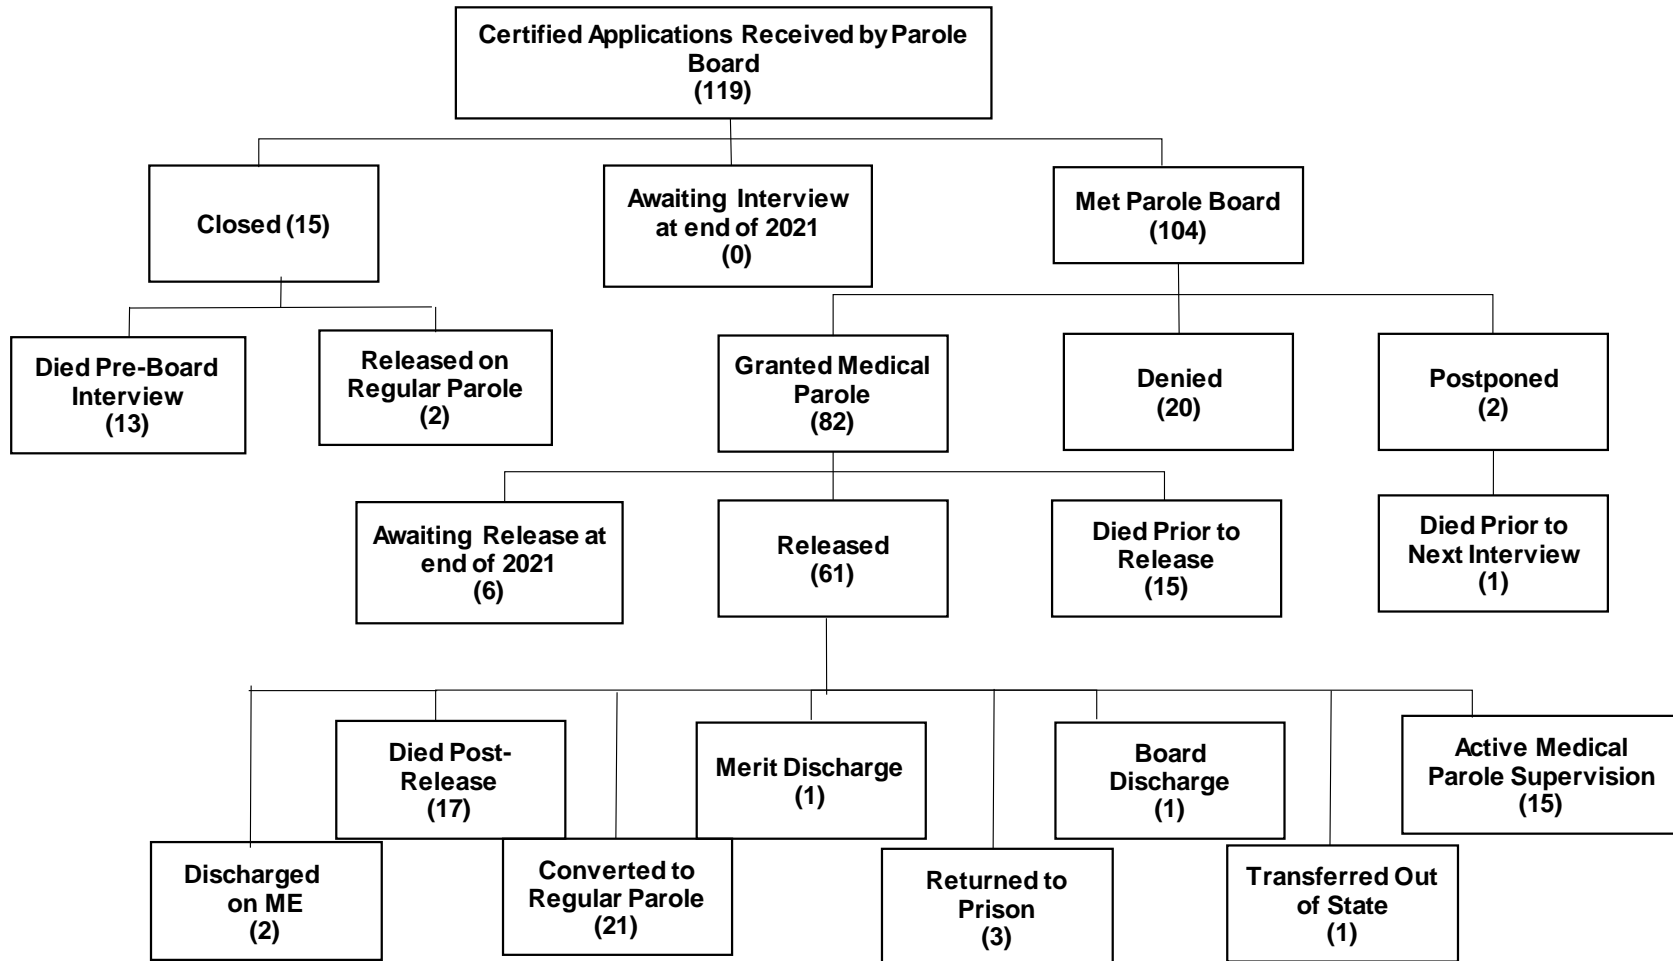 Certified Applications Received by Parole
Board
(119)
Closed (15)
Awaiting Interview
at end of 2021
(0)
Met Parole Board
(104)
Died Pre-Board
Interview
(13)
Released on
Regular Parole
(2)
Granted Medical
Parole
(82)
Denied
(20)
Postponed
(2)
Awaiting Release at
end of 2021
(6)
Released
(61)
Died Prior to
Release
(15)
Died Prior to
Next Interview
(1)
Died Post-
Release
(17)
Merit Discharge
(1)
Board
Discharge
(1)
Active Medical
Parole Supervision
(15)
Discharged
on ME
(2)
Converted to
Regular Parole
(21)
Returned to
Prison
(3)
Transferred Out
of State
(1)